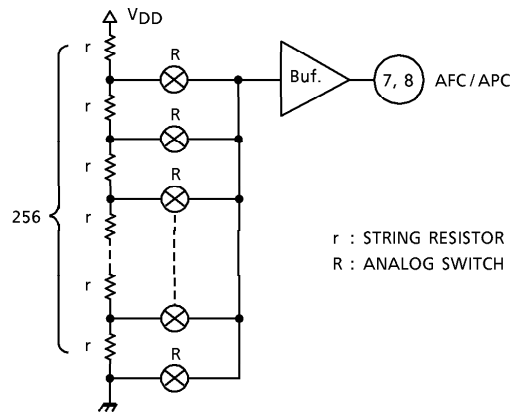 VDD
r
R
Buf.
7, 8
AFC / APC
r
R
r
R
256
r
r : STRING RESISTOR
R : ANALOG SWITCH
r
r
R